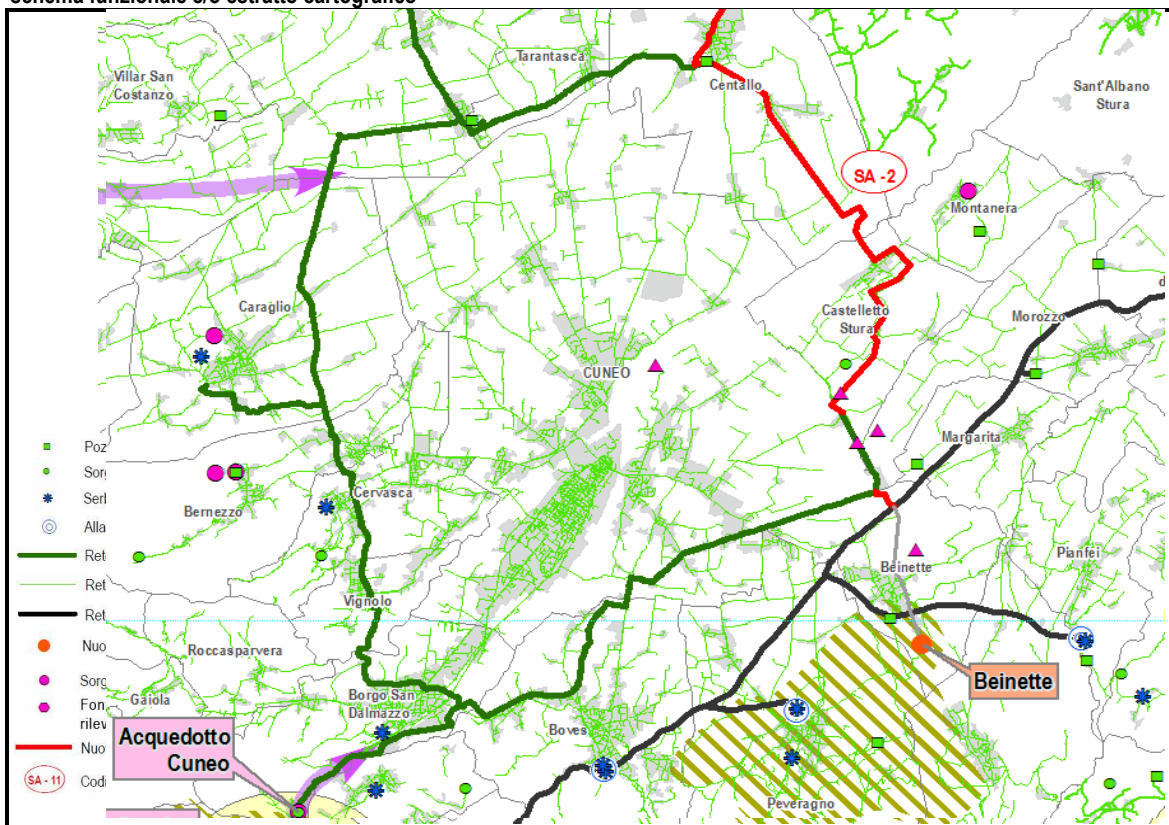 Schema funzionale e/o estratto cartografico
Tarantasca
Villar San
Costanzo
Centallo
Sant'Albano
Stura
SA - 2
Montanera
Caraglio
Castelletto
Stura
Morozzo
d
CUNEO
Margarita
Poz
Sorg
Cervasca
Serb
Bernezzo
Alla
Pianfei
Ret
Beinette
Ret
Vignolo
Ret
Nuo
Roccasparvera
Sorg
Gaiola
Borgo San
Dalmazzo
Beinette
Fon
rilev
Boves
Acquedotto
Cuneo
Nuo
SA - 11
Codi
Peveragno